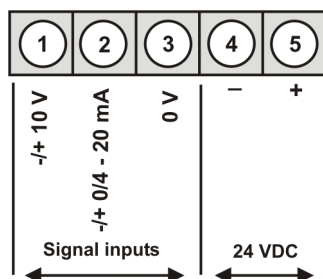 1 2 3 4 5
-/+ 10 V
-/+ 0/4 - 20 mA
0 V
− +
Signal inputs
24 VDC